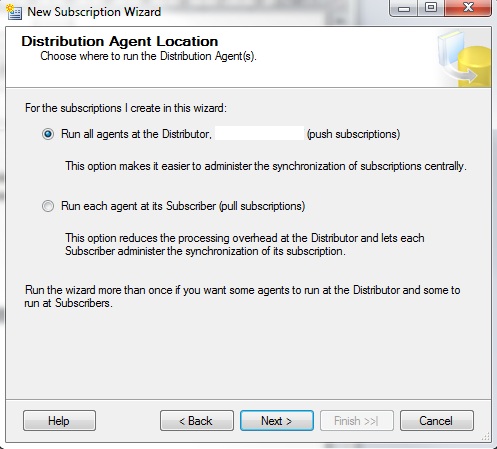 New Subscription Wizard
Distribution Agent Location
Choose where to run the Distribution Agent(s).
For the subscriptions I create in this wizard:
Run all agents at the Distributor, (push subscriptions)
This option makes it easier to administer the synchronization of subscriptions centrally.
Run each agent at its Subscriber (pull subscriptions)
This option reduces the processing overhead at the Distributor and lets each
Subscriber administer the synchronization of its subscription.
Run the wizard more than once if you want some agents to run at the Distributor and some to
run at Subscribers.
Help < Back Next > Finish >>| Cancel